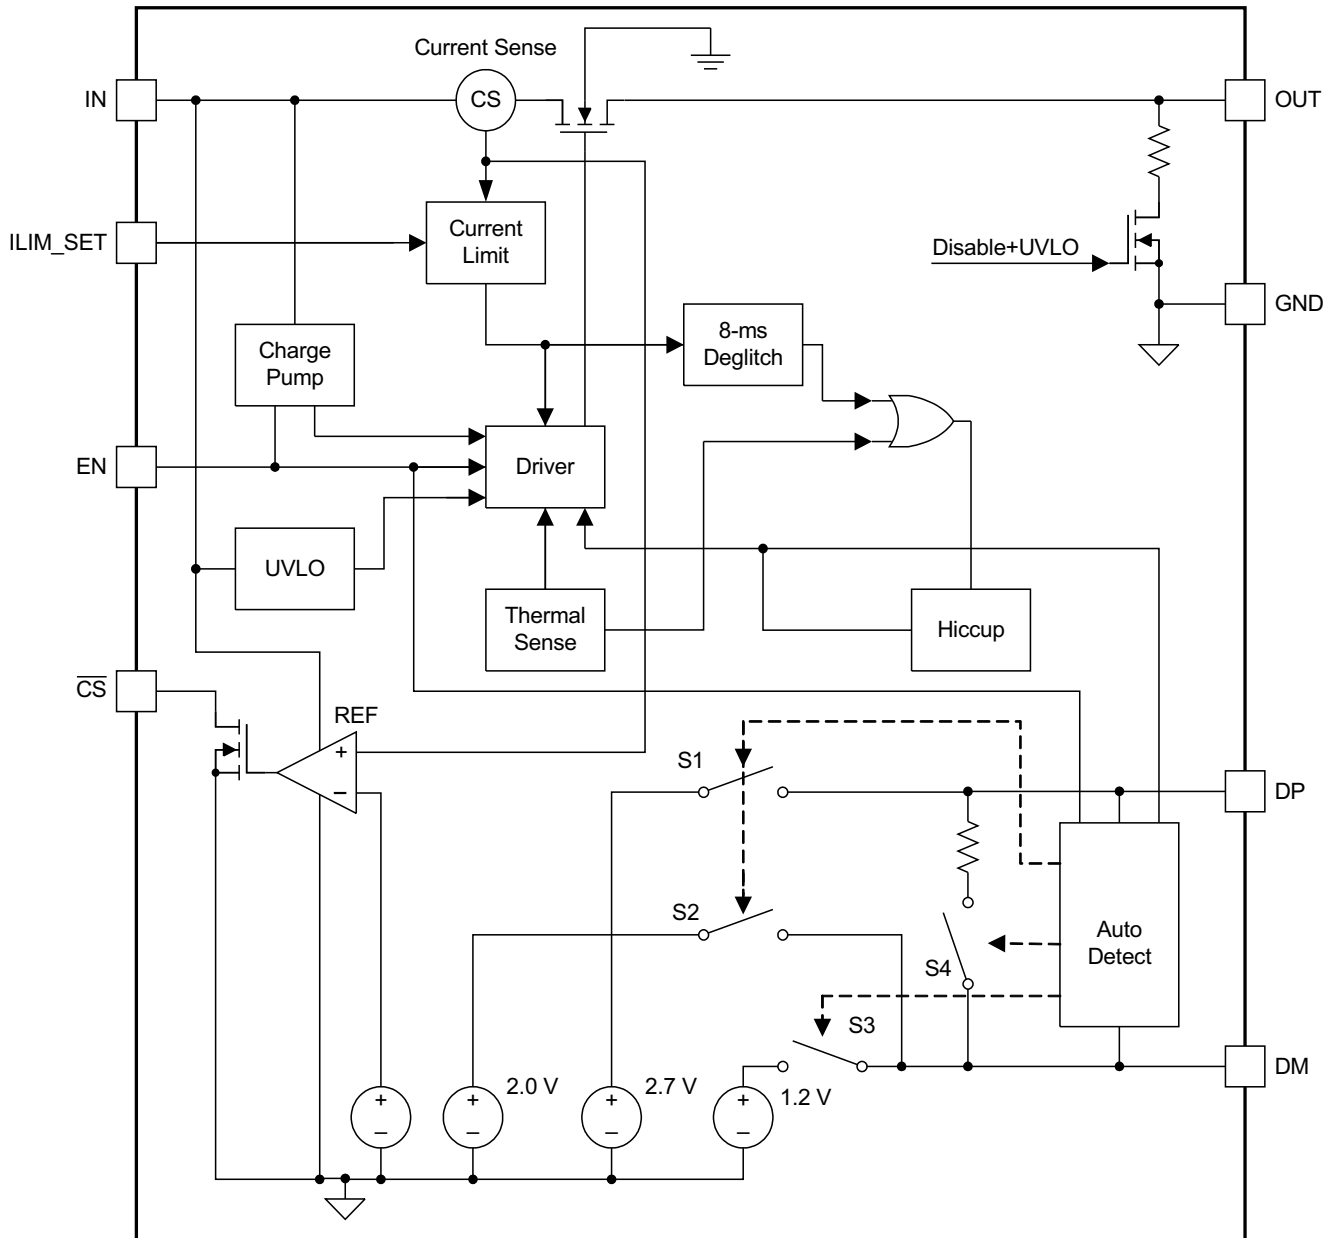 Current Sense
IN
CS
OUT
ILIM_SET
Current
Limit
Disable+UVLO
GND
8-ms
Deglitch
Charge
Pump
EN
Driver
UVLO
Thermal
Sense
Hiccup
CS
REF
+
–
S1
DP
S2
Auto
Detect
S4
S3
DM
2.0 V
2.7 V
1.2 V
+
–
+
–
+
–
+
–